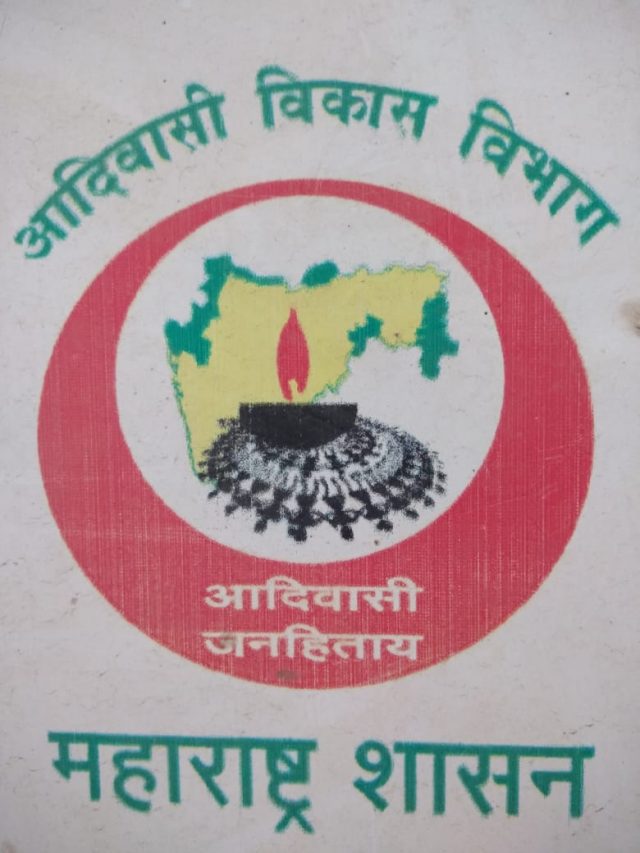 आदिवासी विकास विभाग
आदिवासी
जनहिताय
महाराष्ट्र शासन